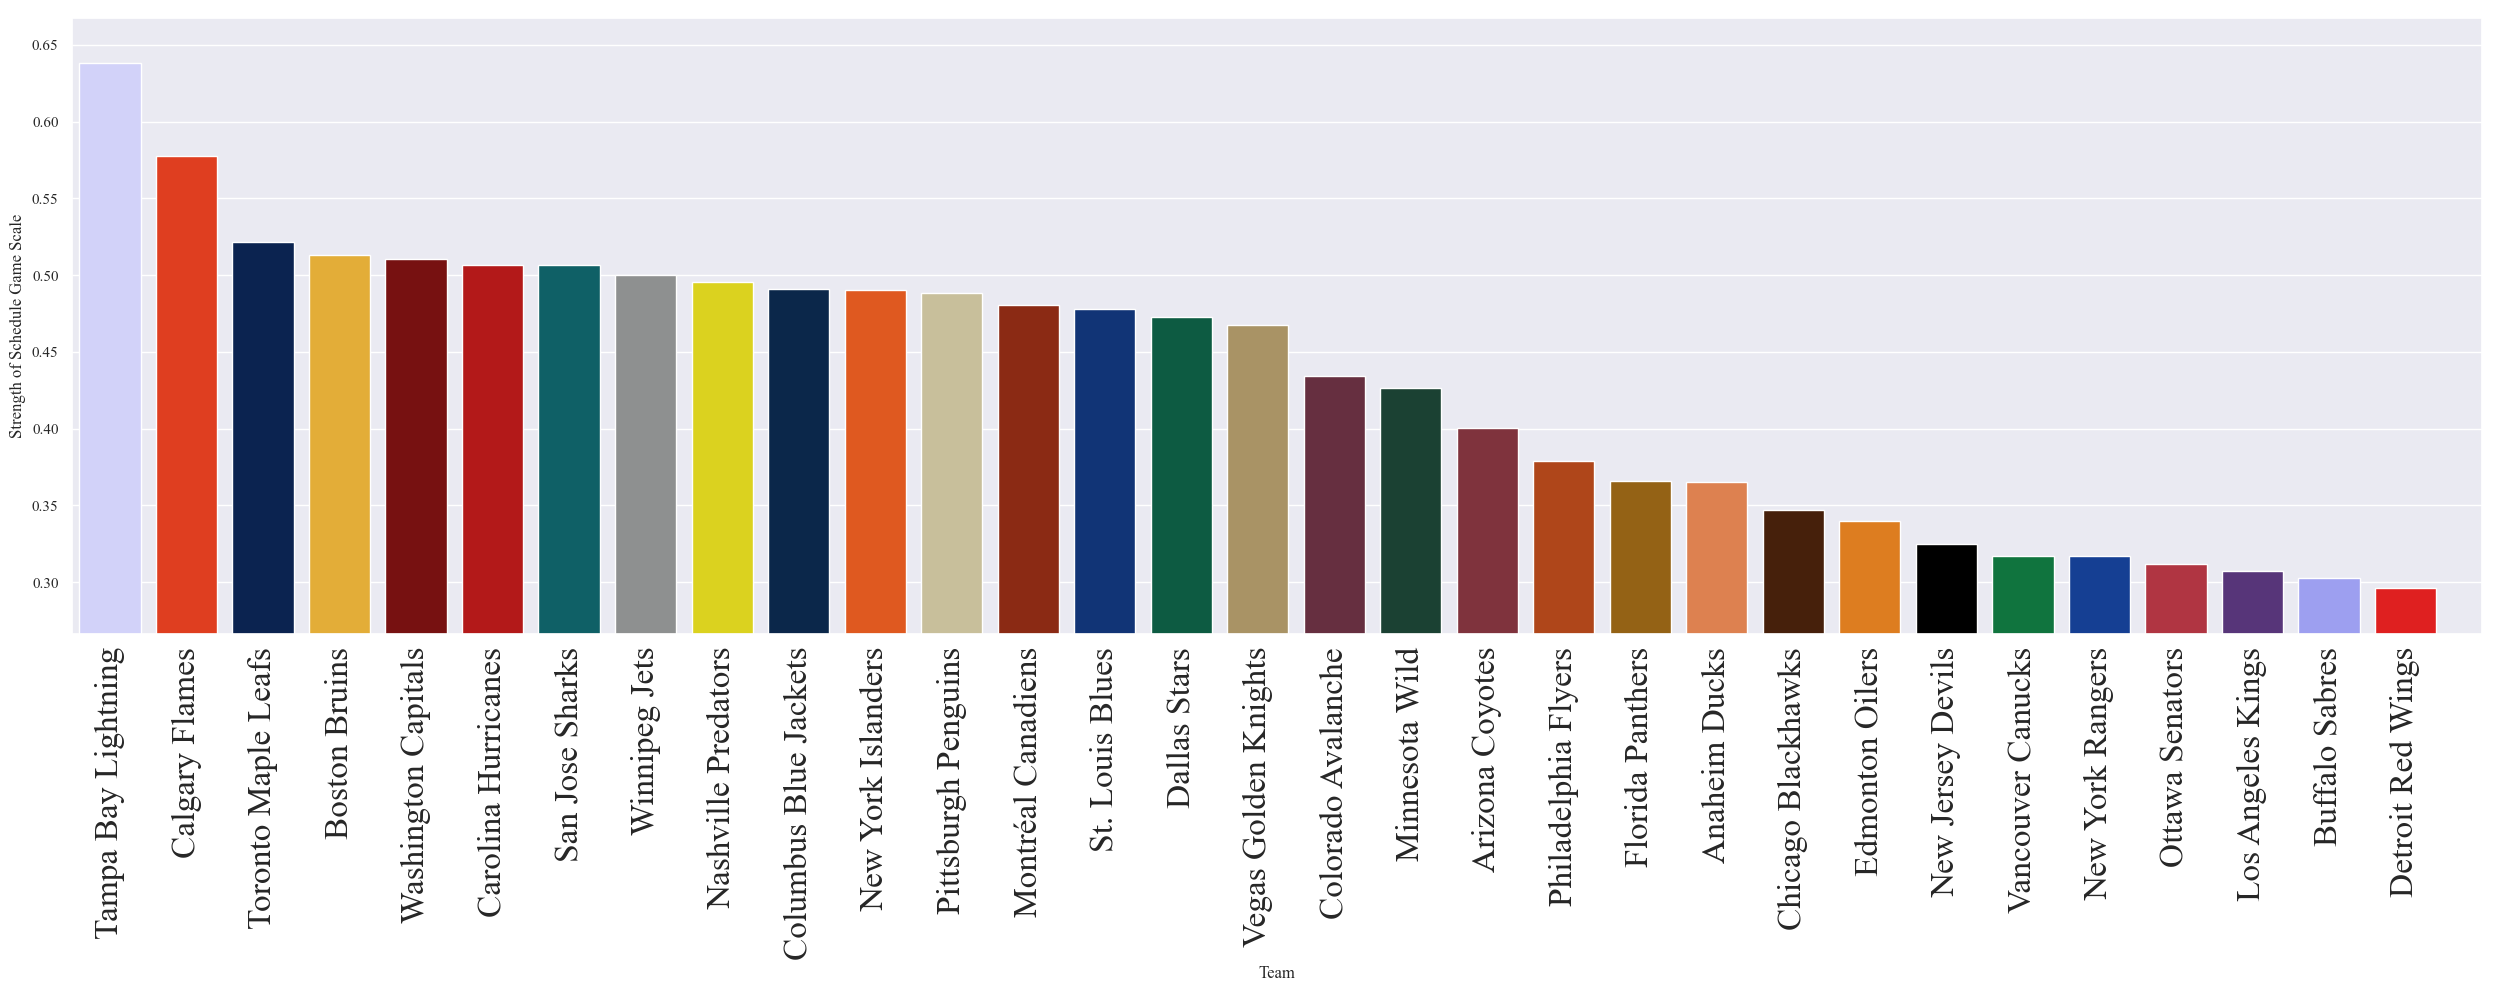 0.65
0.60
0.55
0.50
0.45
0.40
0.35
0.30
Strength of Schedule Game Scale
Tampa Bay Lightning
Calgary Flames
Toronto Maple Leafs
Boston Bruins
Washington Capitals
Carolina Hurricanes
San Jose Sharks
Winnipeg Jets
Nashville Predators
Columbus Blue Jackets
New York Islanders
Pittsburgh Penguins
Montréal Canadiens
St. Louis Blues
Dallas Stars
Vegas Golden Knights
Colorado Avalanche
Minnesota Wild
Arizona Coyotes
Philadelphia Flyers
Florida Panthers
Anaheim Ducks
Chicago Blackhawks
Edmonton Oilers
New Jersey Devils
Vancouver Canucks
New York Rangers
Ottawa Senators
Los Angeles Kings
Buffalo Sabres
Detroit Red Wings
Team